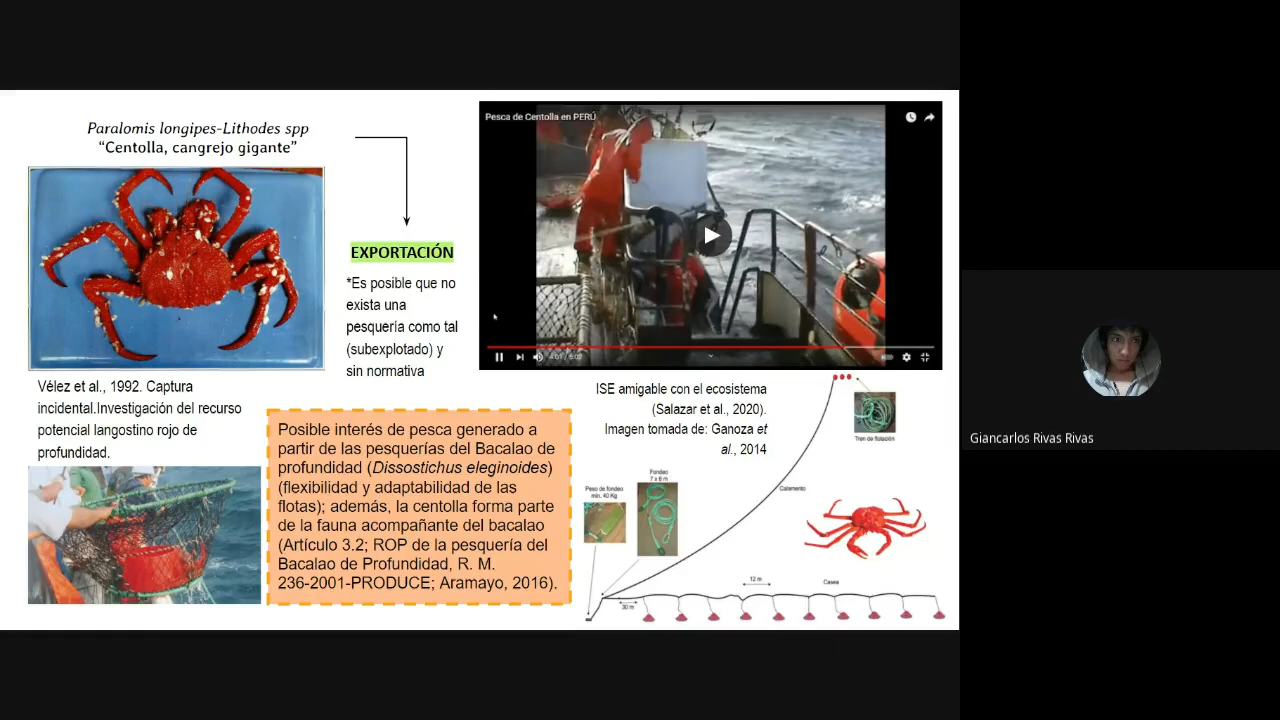 Paralomis longipes-Lithodes spp
“Centolla, cangrejo gigante”
EXPORTACIÓN
*Es posible que no
exista una
pesquería como tal
(subexplotado) y
sin normativa
Pesca de Centolla en PERÚ
4:01 / 5:02
Vélez et al., 1992. Captura
incidental.Investigación del recurso
potencial langostino rojo de
profundidad.
Posible interés de pesca generado a
partir de las pesquerías del Bacalao de
profundidad (Dissostichus eleginoides)
(flexibilidad y adaptabilidad de las
flotas); además, la centolla forma parte
de la fauna acompañante del bacalao
(Artículo 3.2; ROP de la pesquería del
Bacalao de Profundidad, R. M.
236-2001-PRODUCE; Aramayo, 2016).
ISE amigable con el ecosistema
(Salazar et al., 2020).
Imagen tomada de: Ganoza et
al., 2014
Tren de flotación
Fondeo
7 x 8 m
Peso de fondeo
min. 40 Kg
Calamento
12 m
Casea
30 m
Giancarlos Rivas Rivas